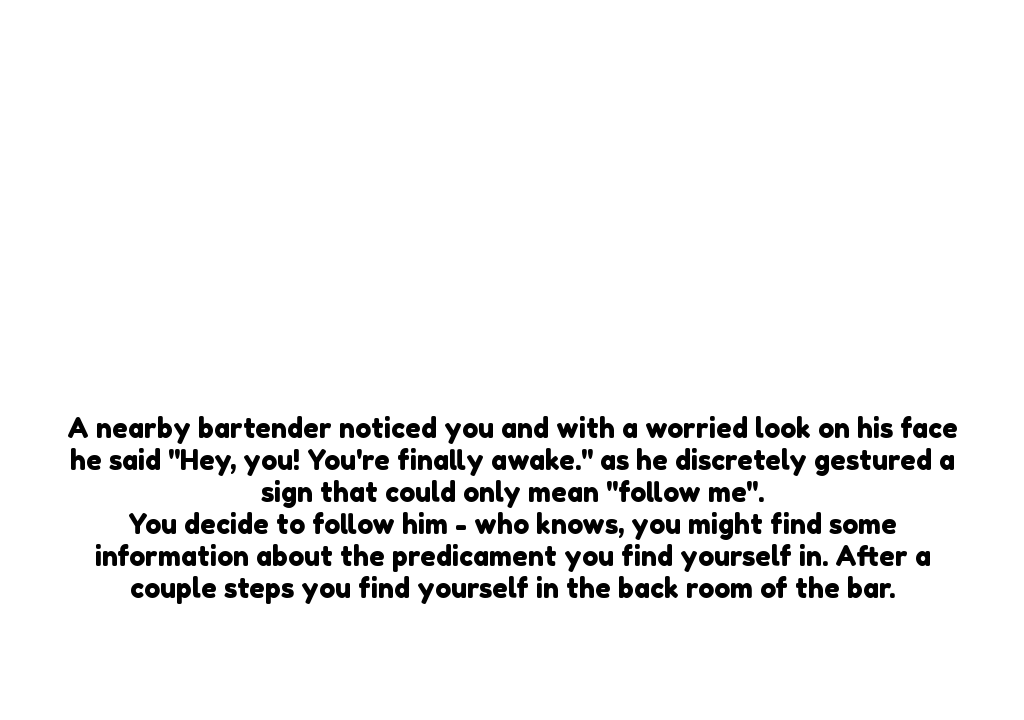 A nearby bartender noticed you and with a worried look on his face
he said "Hey, you! You're finally awake." as he discretely gestured a
sign that could only mean "follow me".
You decide to follow him - who knows, you might find some
information about the predicament you find yourself in. After a
couple steps you find yourself in the back room of the bar.